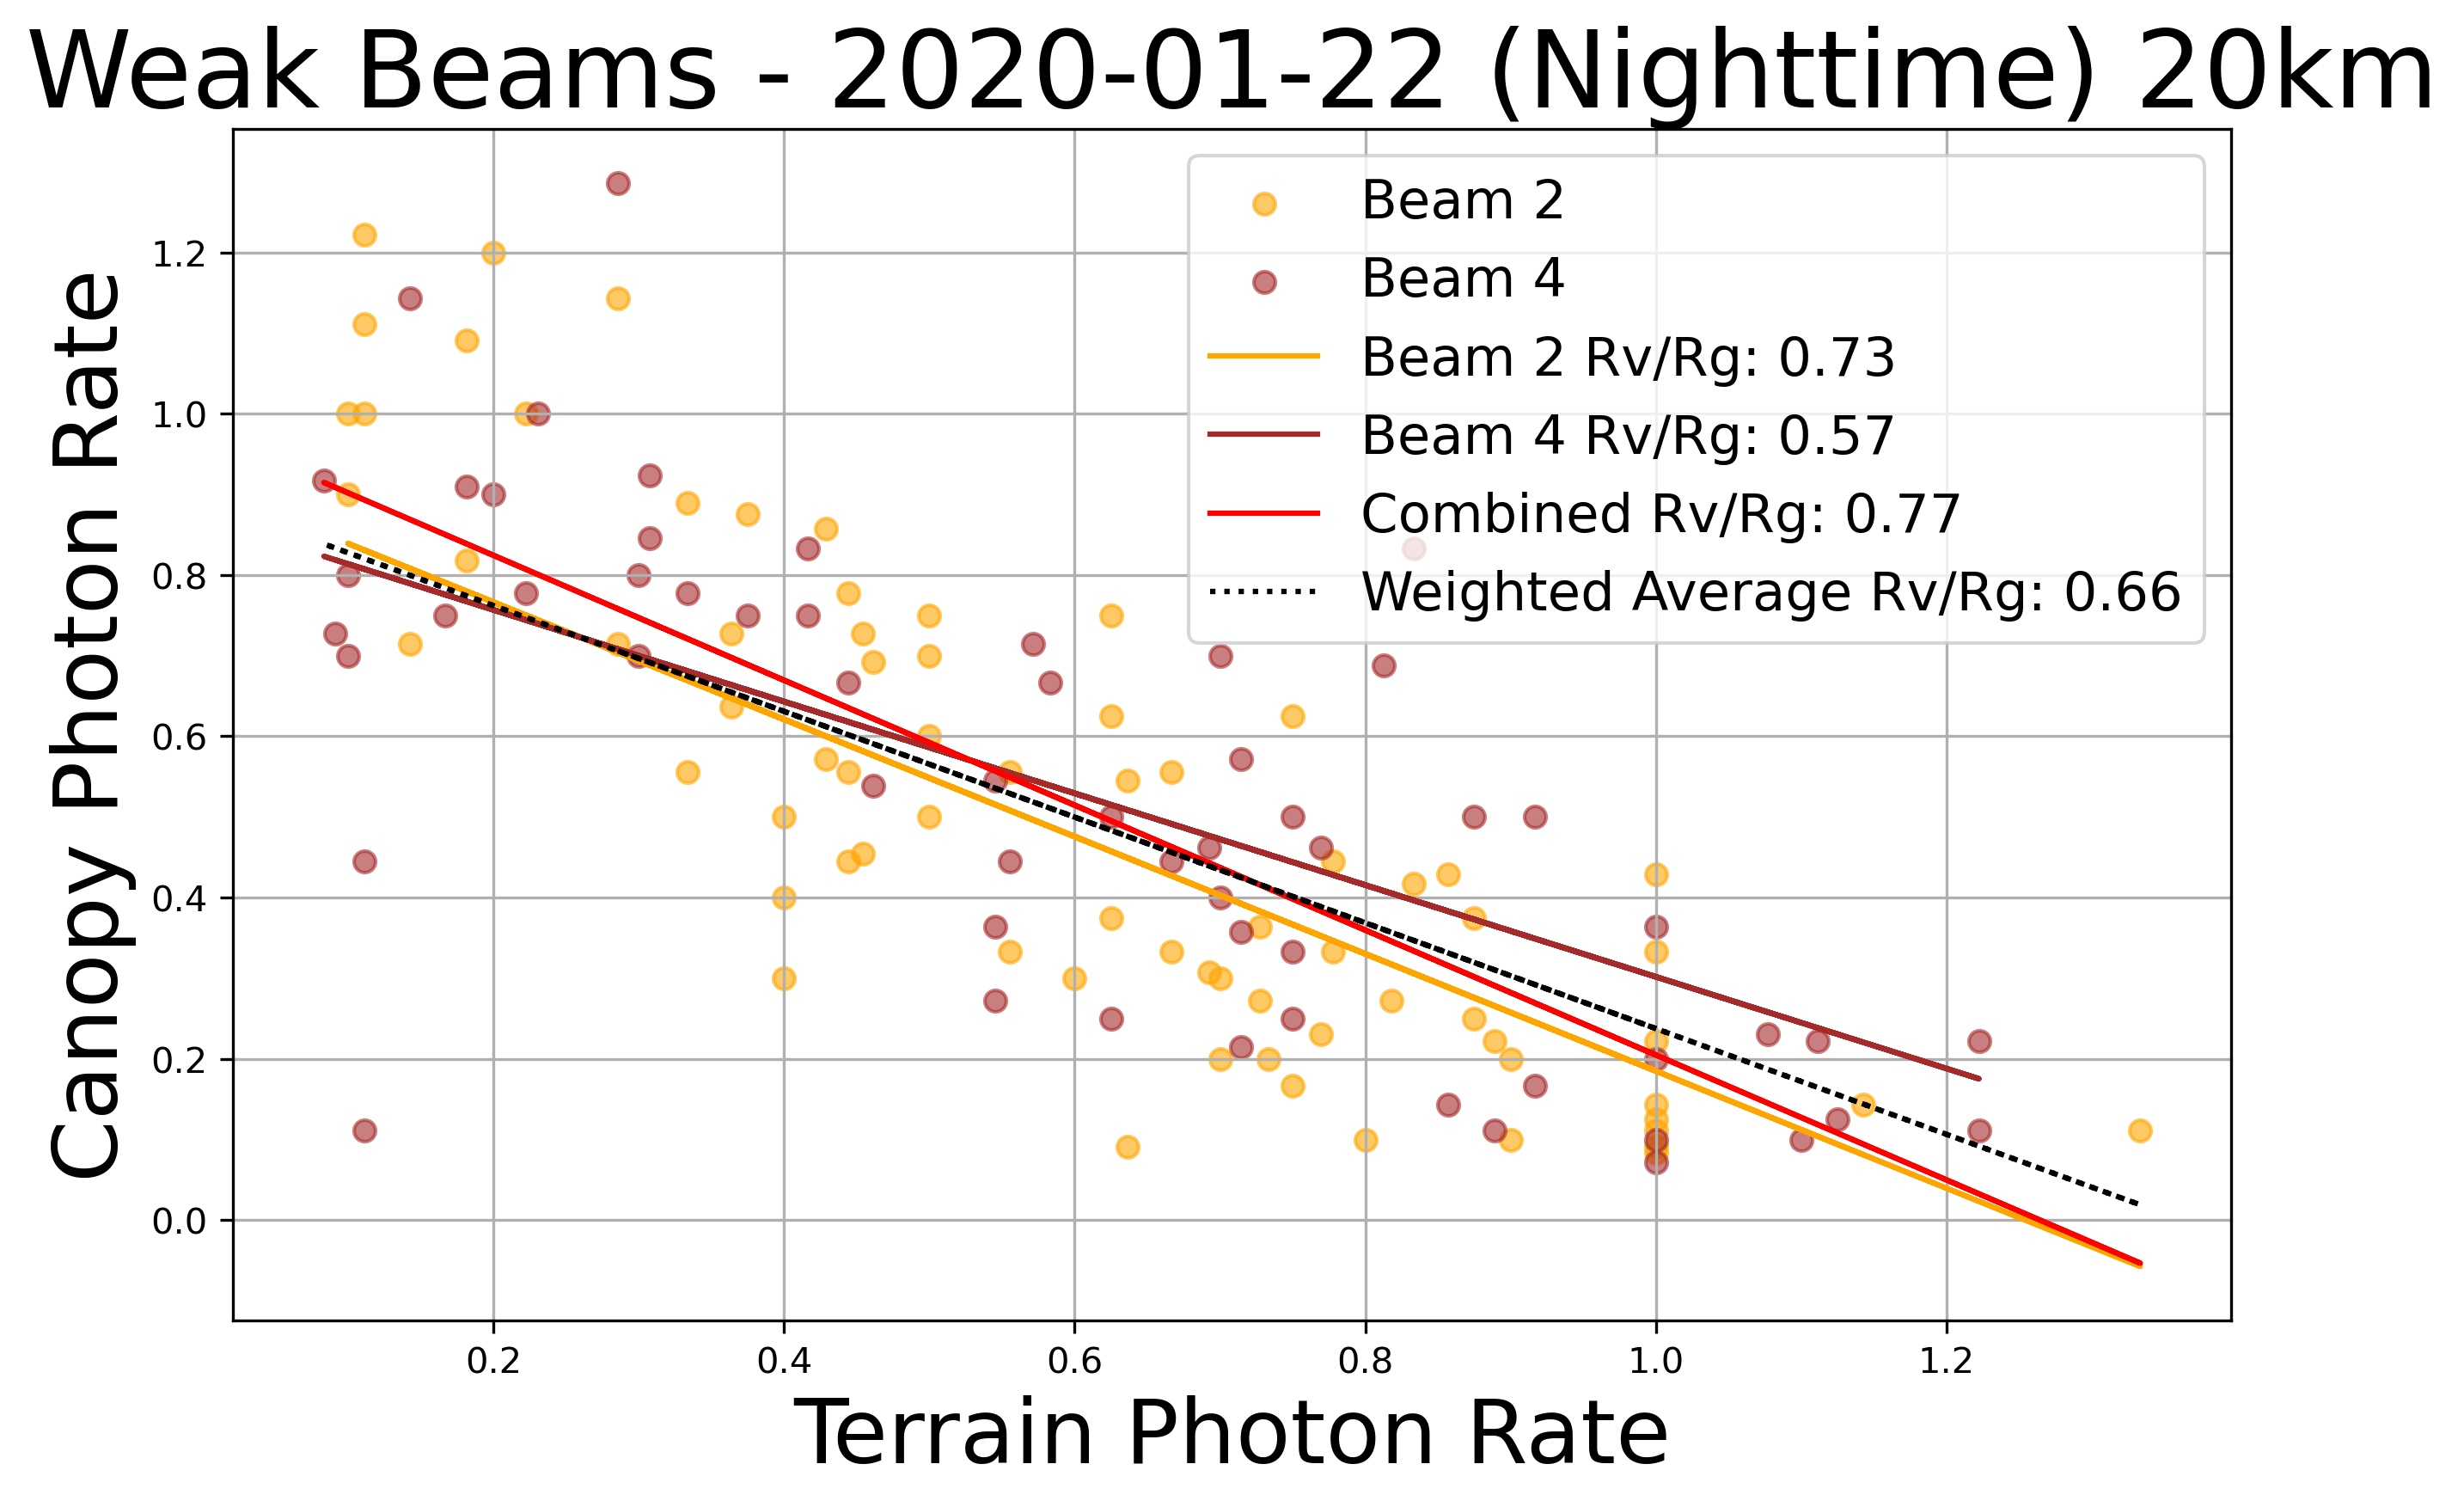 Weak Beams - 2020-01-22 (Nighttime) 20km
Canopy Photon Rate
1.2
1.0
0.8
0.6
0.4
0.2
0.0
Beam 2
Beam 4
Beam 2 Rv/Rg: 0.73
Beam 4 Rv/Rg: 0.57
Combined Rv/Rg: 0.77
Weighted Average Rv/Rg: 0.66
0.2 0.4 0.6 0.8 1.0 1.2
Terrain Photon Rate